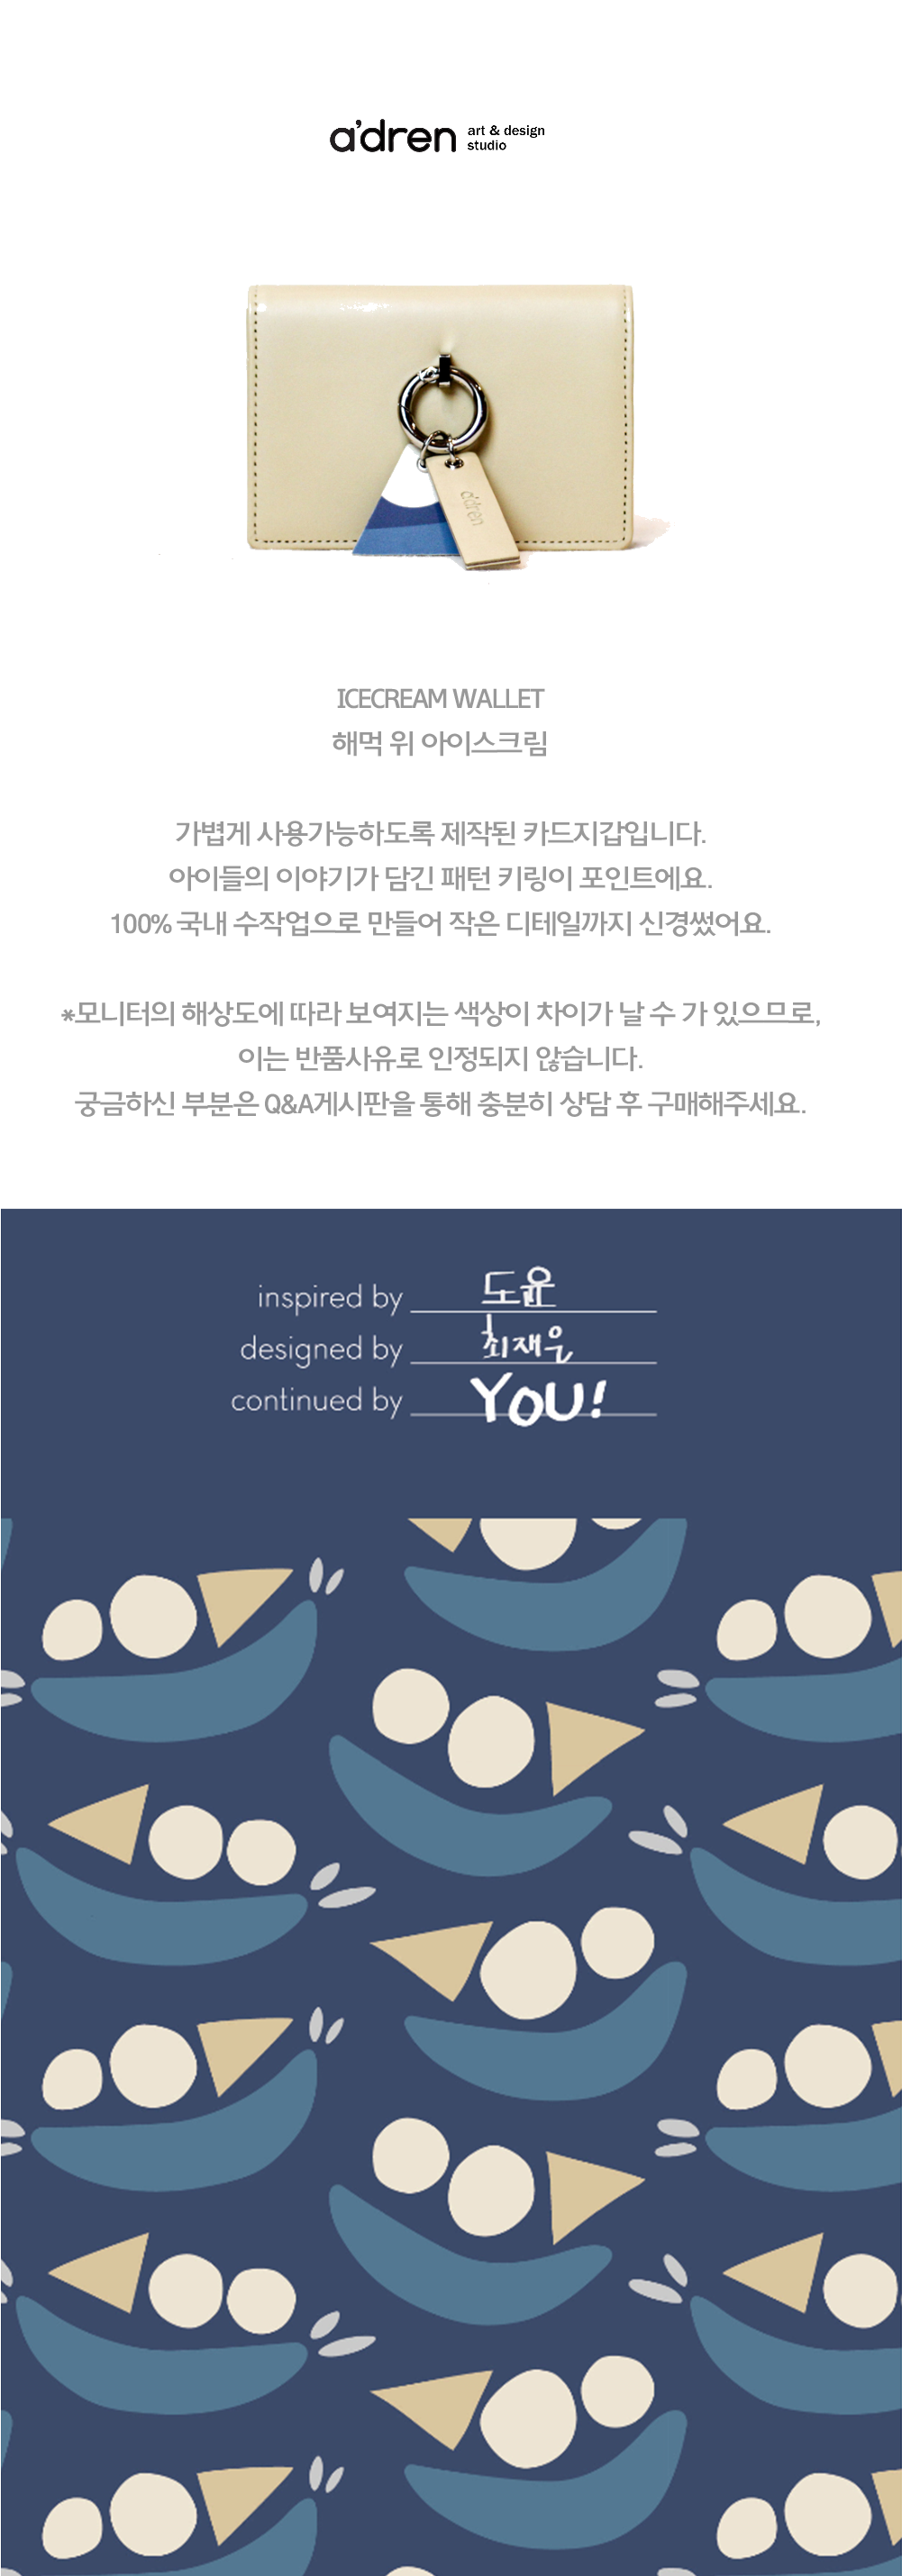 a'dren art & design
studio
a'dren
ICECREAM WALLET
해먹 위 아이스크림
가볍게 사용가능하도록 제작된 카드지갑입니다.
아이들의 이야기가 담긴 패턴 키링이 포인트에요.
100% 국내 수작업으로 만들어 작은 디테일까지 신경썼어요.
*모니터의 해상도에 따라 보여지는 색상이 차이가 날 수 가 있으므로,
이는 반품사유로 인정되지 않습니다.
궁금하신 부분은 Q&A게시판을 통해 충분히 상담 후 구매해주세요.
inspired by 도윤
designed by 최재은
continued by YOU!